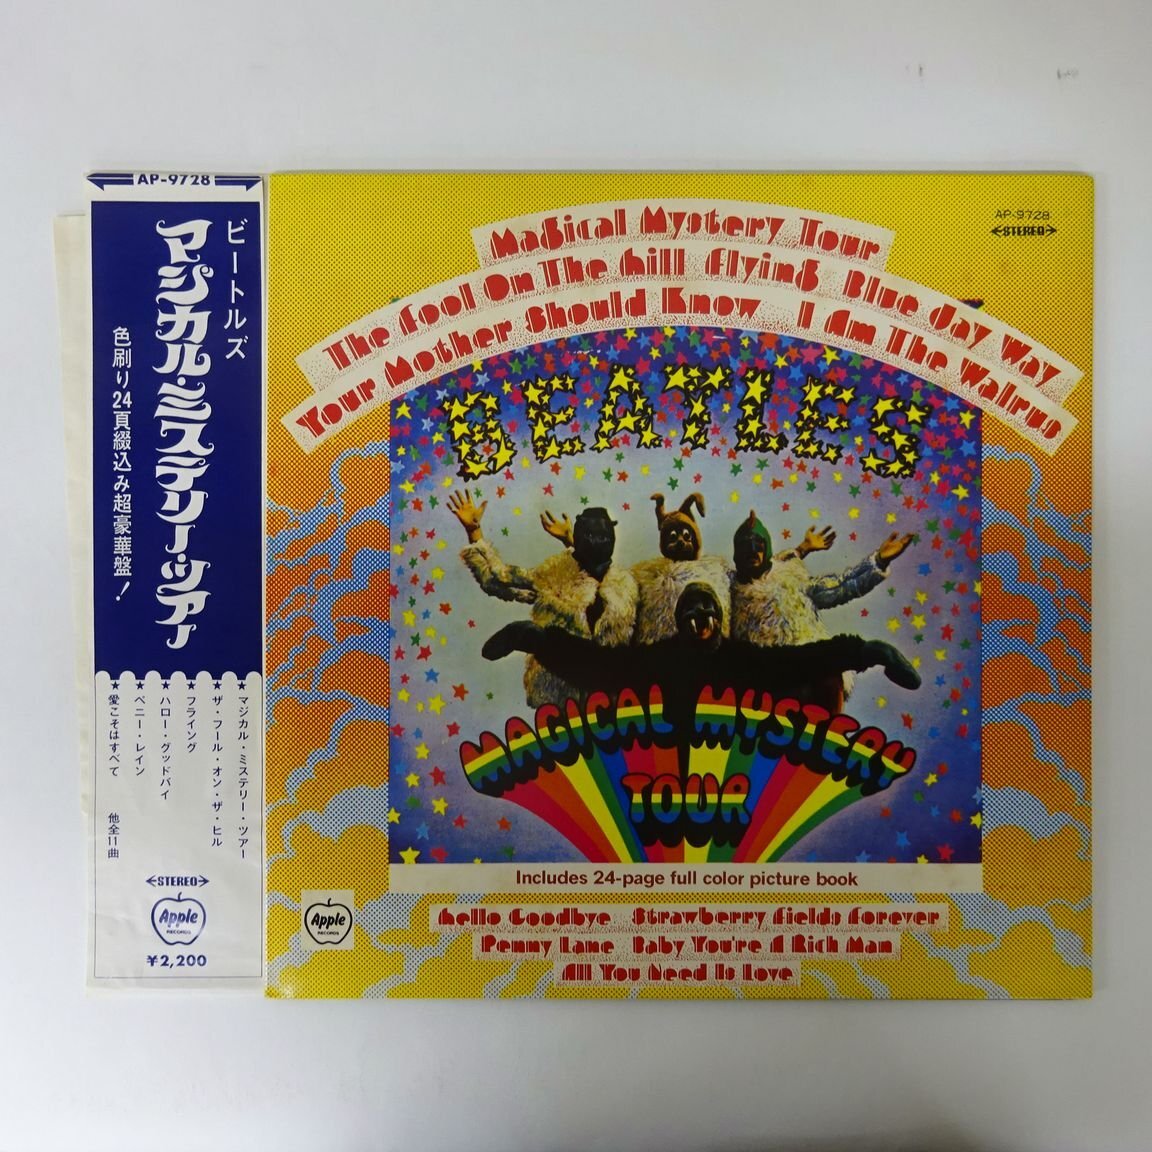 AP-9728
ビートルズ
マジカル・ミステリー・ツアー
色刷り24頁綴込み超豪華盤!
★マジカル・ミステリー・ツアー
★ザ・フール・オン・ザ・ヒル
★フライング
★ハロー・グッドバイ
★ペニー・レイン
★愛こそはすべて 他全11曲
STEREO
Apple
RECORDS
¥2,200
AP-9728
STEREO
Magical Mystery Tour
The Fool On The Hill Flying Blue Jay Way
Your Mother Should Know I Am The Walrus
BEATLES
MAGICAL MYSTERY
TOUR
Includes 24-page full color picture book
Apple
RECORDS
Hello Goodbye Strawberry Fields Forever
Penny Lane Baby You're A Rich Man
All You Need Is Love